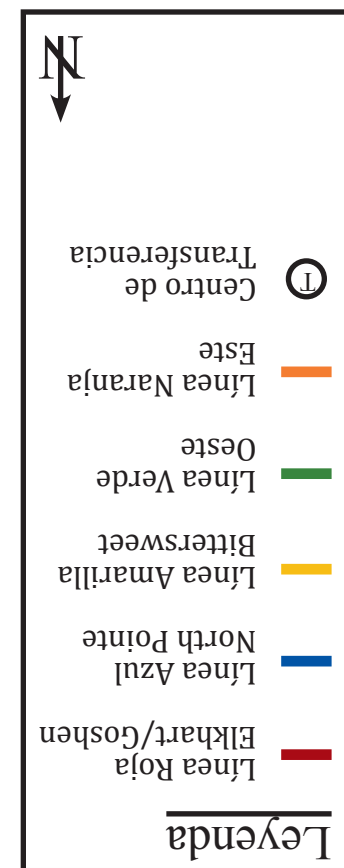 Leyenda
Línea Roja
Elkhart/Goshen
Línea Azul
North Pointe
Línea Amarilla
Bittersweet
Línea Verde
Oeste
Línea Naranja
Este
T
Centro de
Transferencia
N